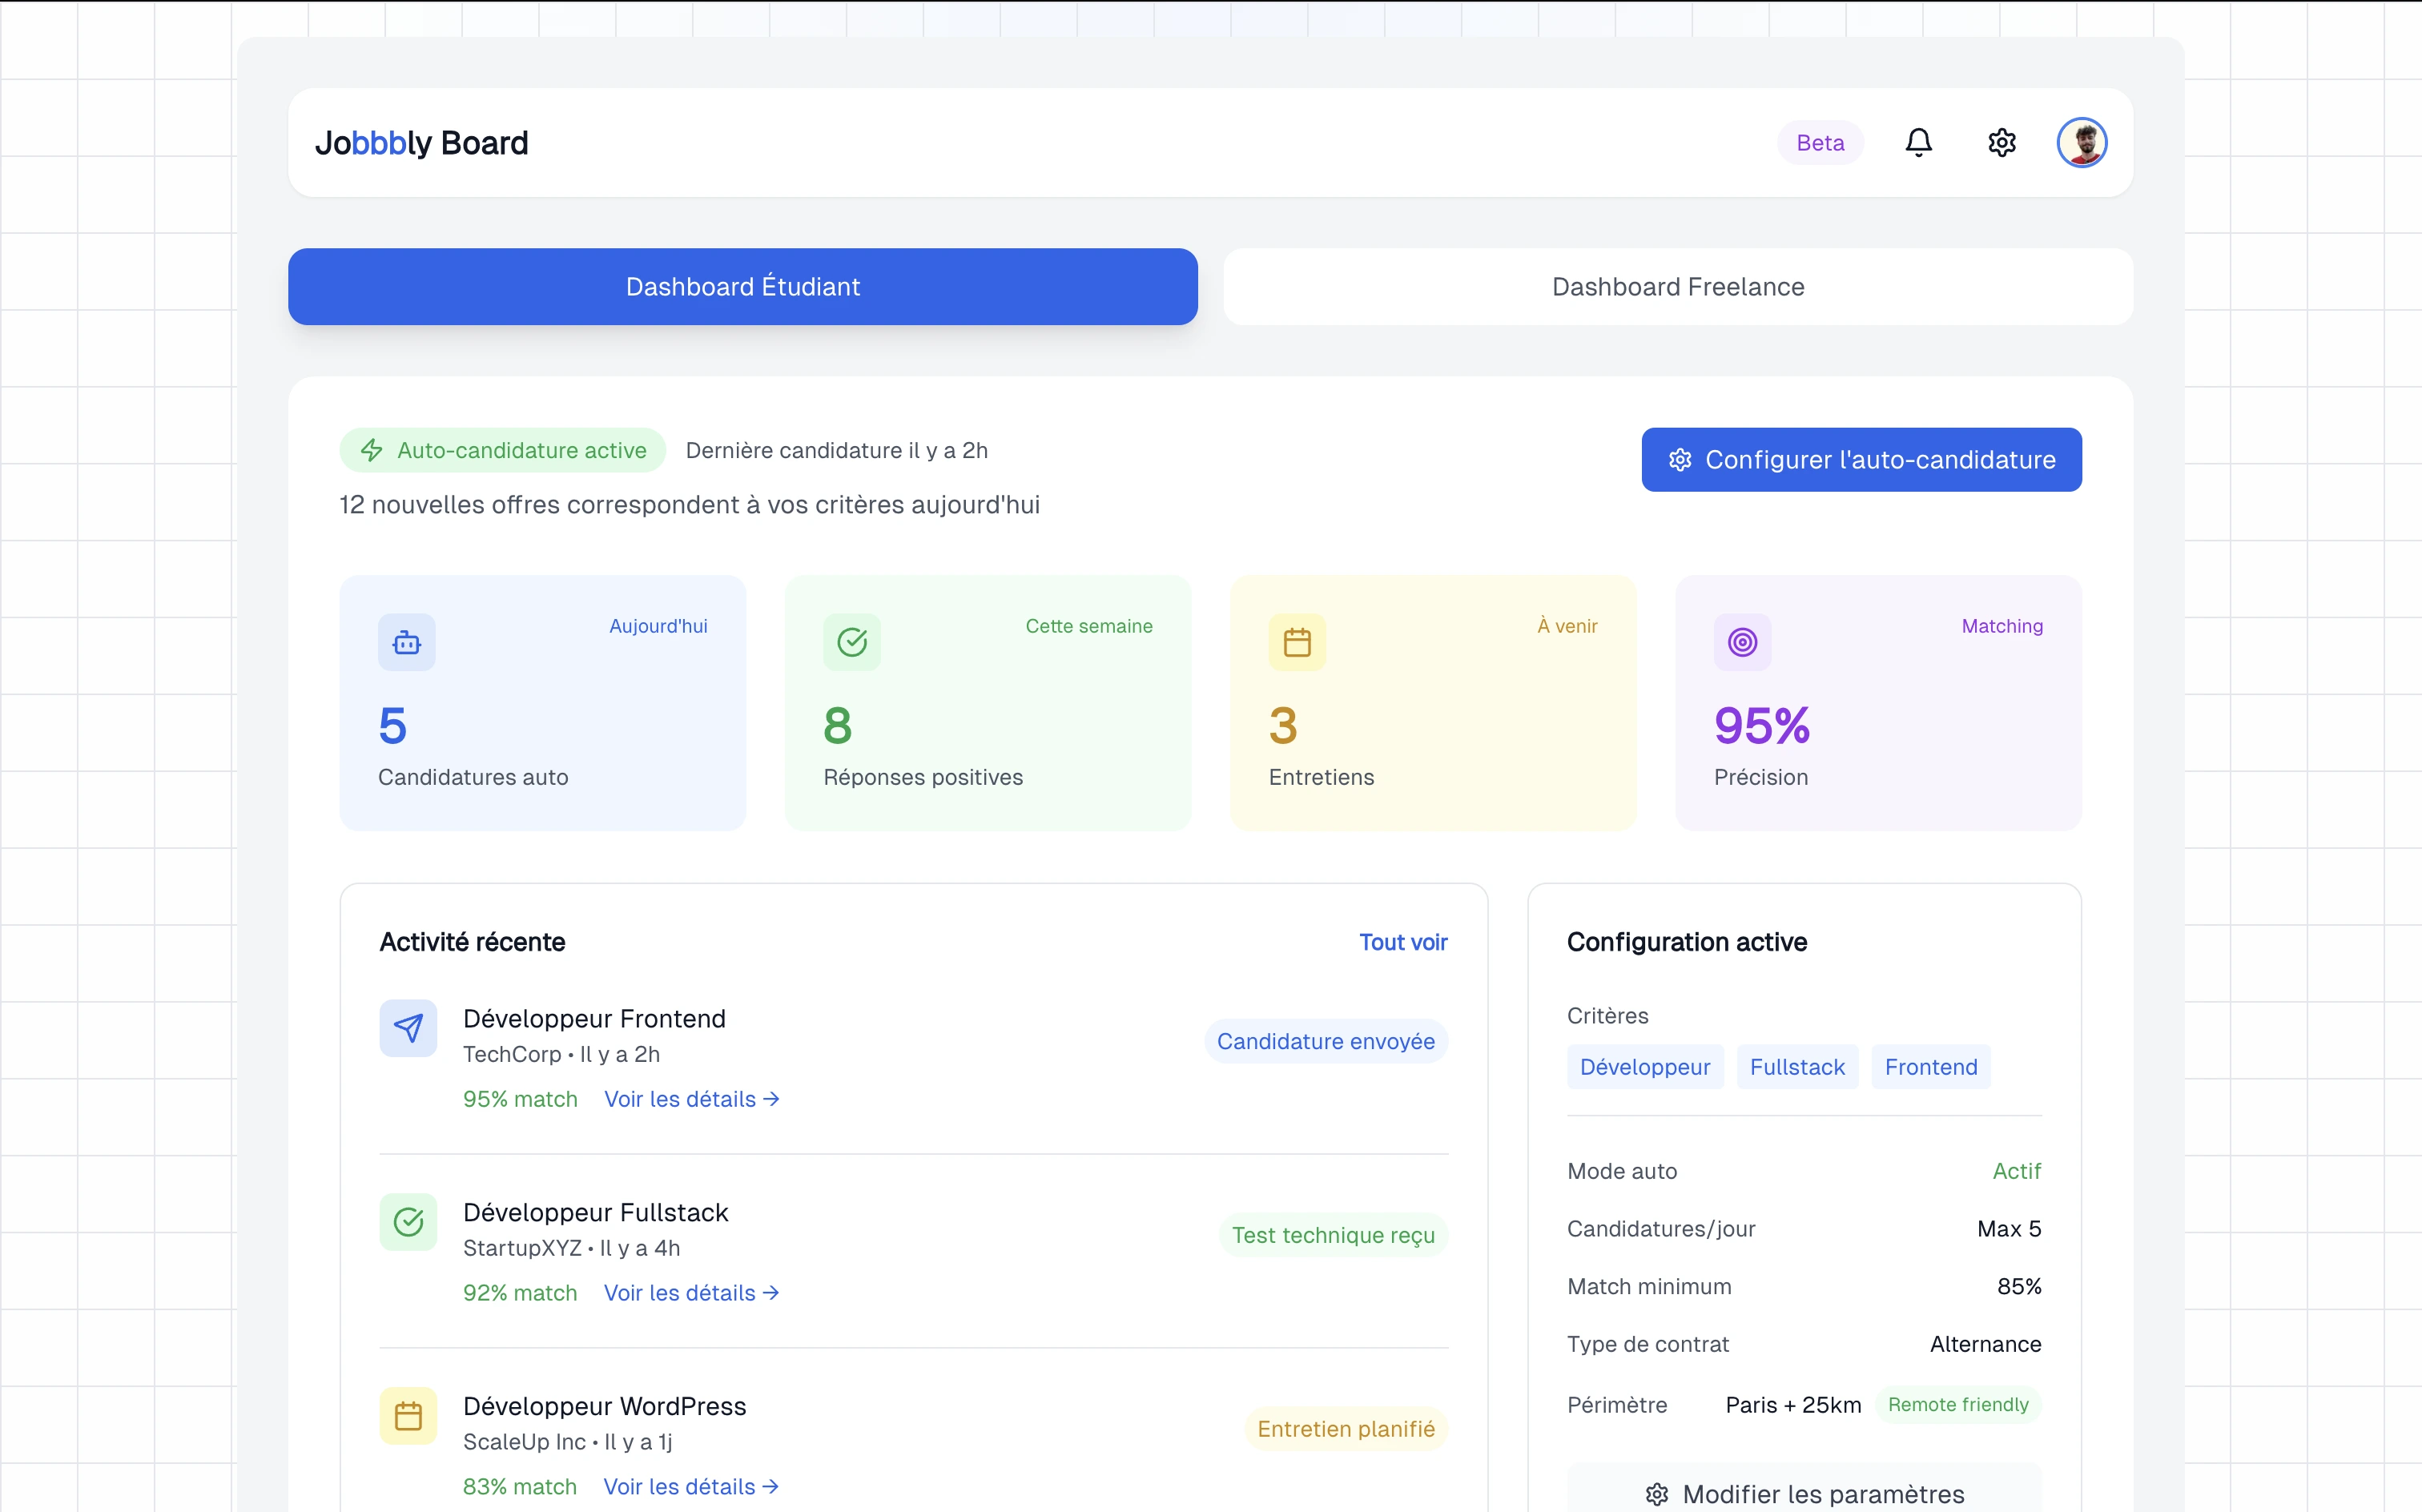 Jobbbly Board
Beta
Dashboard Étudiant
Dashboard Freelance
Auto-candidature active
Dernière candidature il y a 2h
Configurer l'auto-candidature
12 nouvelles offres correspondent à vos critères aujourd'hui
Aujourd'hui
5
Candidatures auto
Cette semaine
8
Réponses positives
À venir
3
Entretiens
Matching
95%
Précision
Activité récente
Tout voir
Développeur Frontend
TechCorp • Il y a 2h
Candidature envoyée
95% match
Voir les détails →
Développeur Fullstack
StartupXYZ • Il y a 4h
Test technique reçu
92% match
Voir les détails →
Développeur WordPress
ScaleUp Inc • Il y a 1j
Entretien planifié
83% match
Voir les détails →
Configuration active
Critères
Développeur
Fullstack
Frontend
Mode auto
Actif
Candidatures/jour
Max 5
Match minimum
85%
Type de contrat
Alternance
Périmètre
Paris + 25km
Remote friendly
Modifier les paramètres